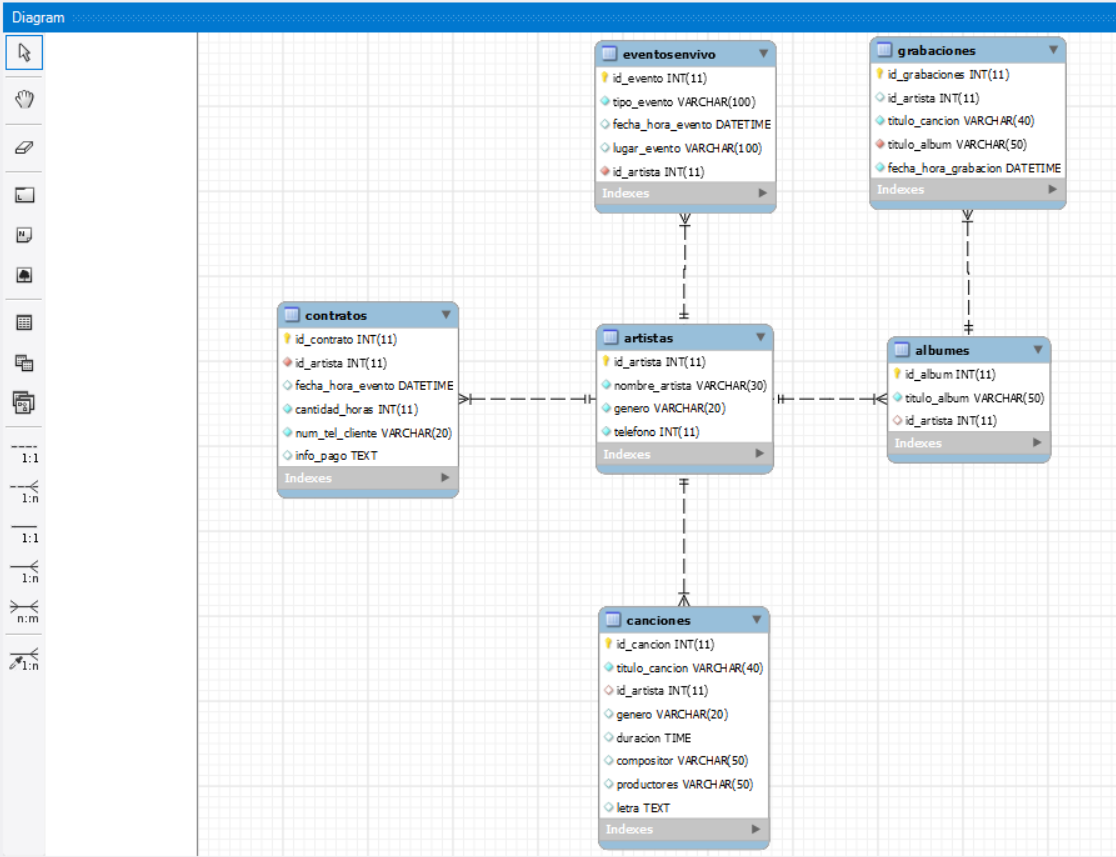 Diagram
eventosenvivo
id_evento INT(11)
tipo_evento VARCHAR(100)
fecha_hora_evento DATETIME
lugar_evento VARCHAR(100)
id_artista INT(11)
Indexes
grabaciones
id_grabaciones INT(11)
id_artista INT(11)
titulo_cancion VARCHAR(40)
titulo_album VARCHAR(50)
fecha_hora_grabacion DATETIME
Indexes
contratos
id_contrato INT(11)
id_artista INT(11)
fecha_hora_evento DATETIME
cantidad_horas INT(11)
num_tel_cliente VARCHAR(20)
info_pago TEXT
Indexes
artistas
id_artista INT(11)
nombre_artista VARCHAR(30)
genero VARCHAR(20)
telefono INT(11)
Indexes
albumes
id_album INT(11)
titulo_album VARCHAR(50)
id_artista INT(11)
Indexes
1:1
1:n
1:1
1:n
n:m
1:n
canciones
id_cancion INT(11)
titulo_cancion VARCHAR(40)
id_artista INT(11)
genero VARCHAR(20)
duracion TIME
compositor VARCHAR(50)
productores VARCHAR(50)
letra TEXT
Indexes